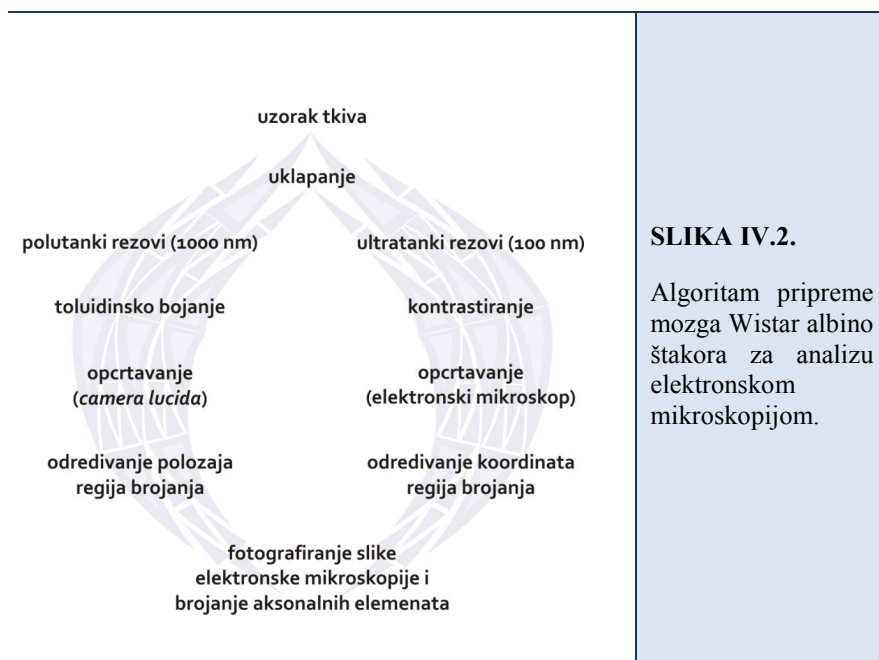 uzorak tkiva
uklapanje
polutanki rezovi (1000 nm)
toluidinsko bojanje
opcrtavanje
(camera lucida)
odredivanje polozaja
regija brojanja
ultratanki rezovi (100 nm)
kontrastiranje
opcrtavanje
(elektronski mikroskop)
odredivanje koordinata
regija brojanja
fotografiranje slike
elektronske mikroskopije i
brojanje aksonalnih elemenata
SLIKA IV.2.
Algoritam pripreme
mozga Wistar albino
štakora za analizu
elektronskom
mikroskopijom.